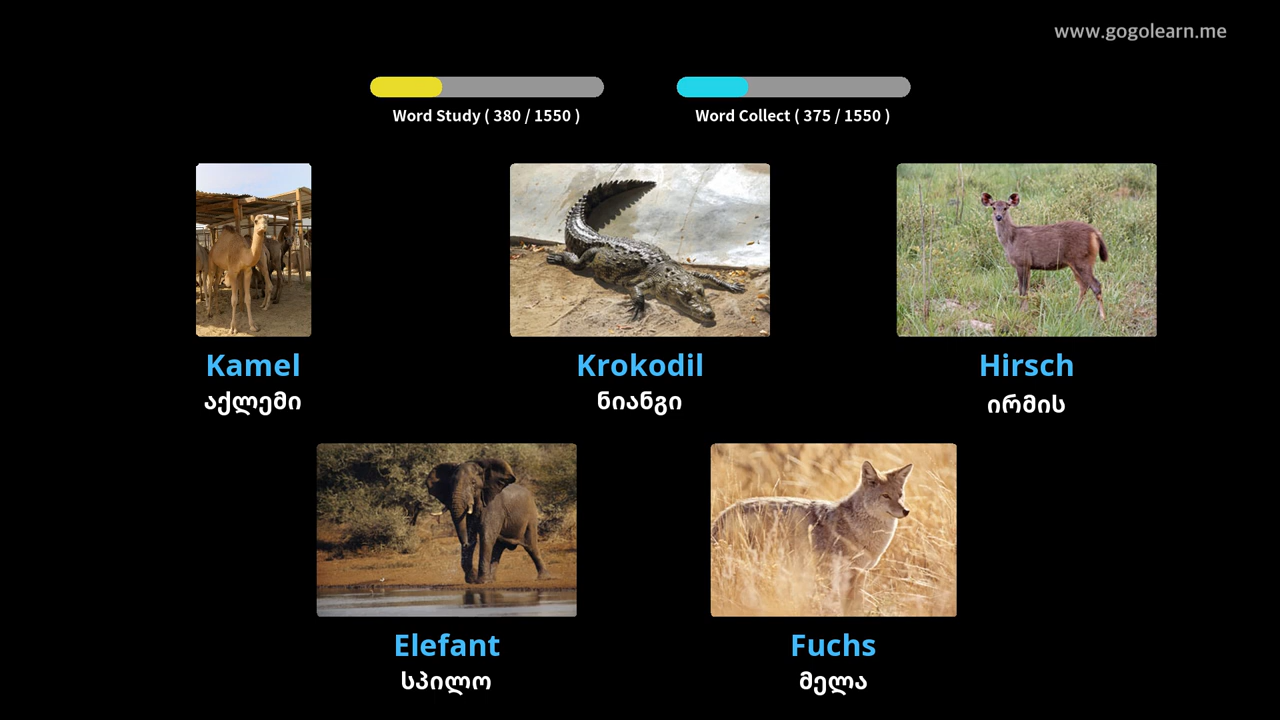 www.gogolearn.me
Word Study ( 380 / 1550 )
Word Collect ( 375 / 1550 )
Kamel
აქლემი
Krokodil
ნიანგი
Hirsch
ირმის
Elefant
სპილო
Fuchs
მელა